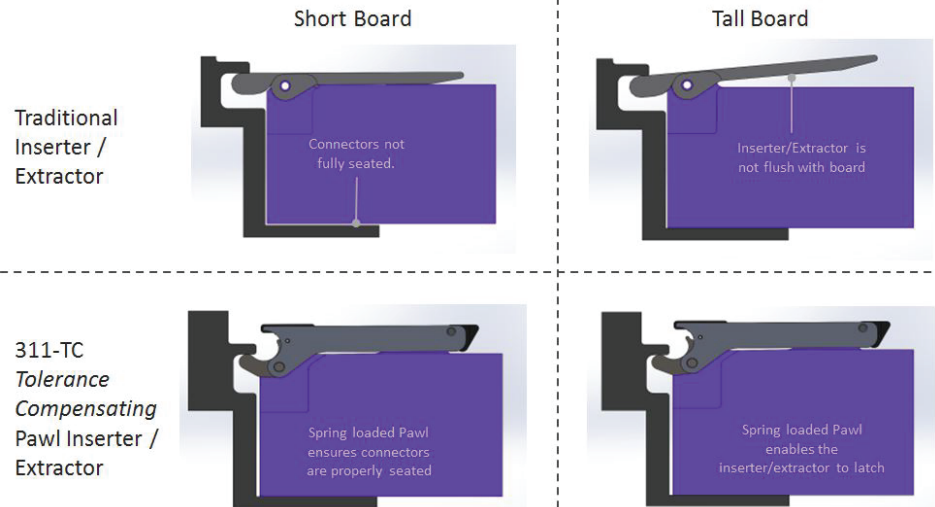 Short Board
Tall Board
Traditional
Inserter /
Extractor
Connectors not
fully seated.
Inserter/Extractor is
not flush with board
311-TC
Tolerance
Compensating
Pawl Inserter /
Extractor
Spring loaded Pawl
ensures connectors
are properly seated
Spring loaded Pawl
enables the
inserter/extractor to latch